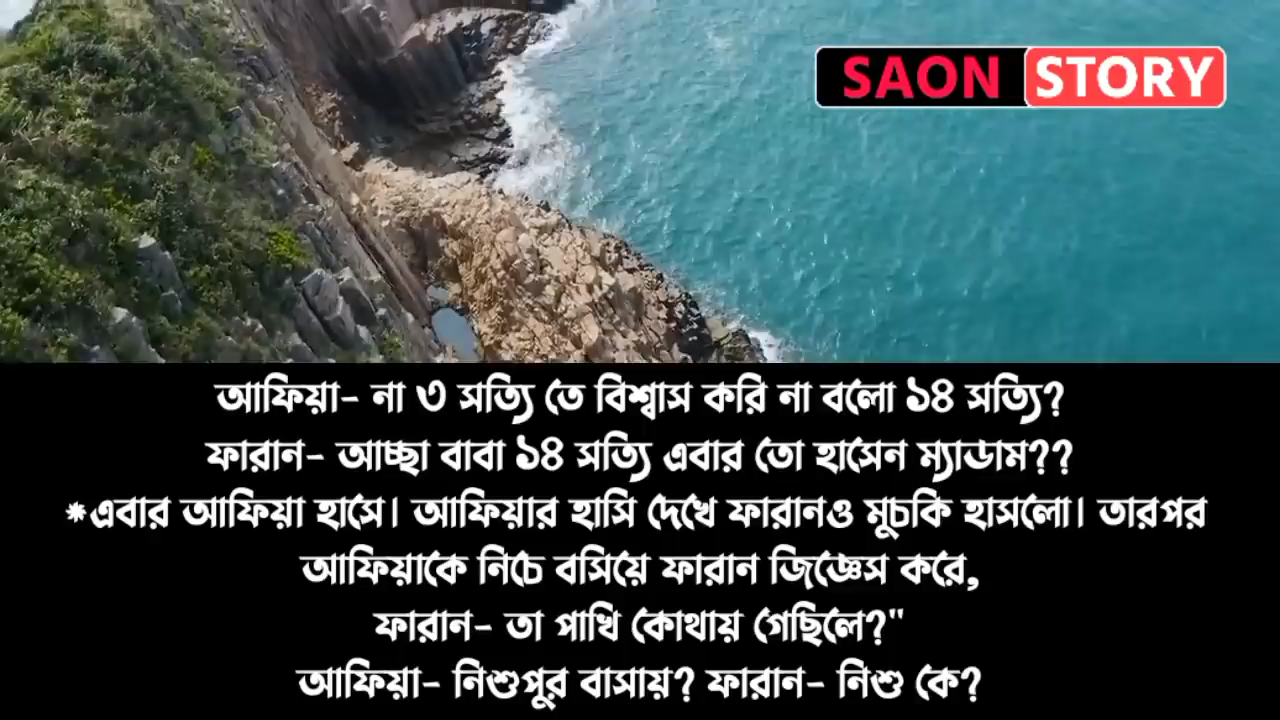 SAON STORY
আফিয়া- না ৩ সত্যি তে বিশ্বাস করি না বলো ১৪ সত্যি?
ফারান- আচ্ছা বাবা ১৪ সত্যি এবার তো হাসেন ম্যাডাম??
*এবার আফিয়া হাসে। আফিয়ার হাসি দেখে ফারানও মুচকি হাসলো। তারপর
আফিয়াকে নিচে বসিয়ে ফারান জিজ্ঞেস করে,
ফারান- তা পাখি কোথায় গেছিলে?"
আফিয়া- নিশুপুর বাসায়? ফারান- নিশু কে?